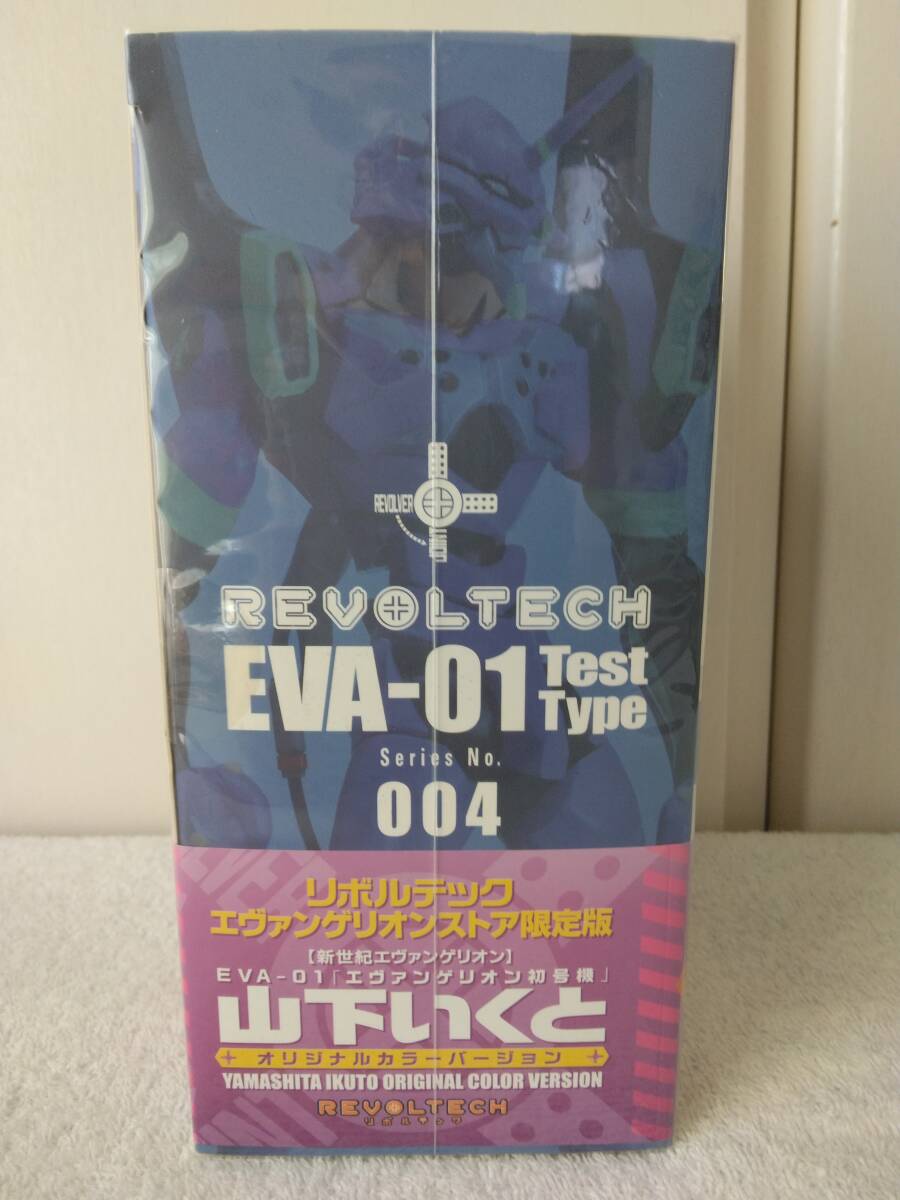 REVOLVER
REVOLTECH
EVA-01 Test Type
Series No.
004
リボルテック
エヴァンゲリオンストア限定版
【新世紀エヴァンゲリオン】
EVA-01「エヴァンゲリオン初号機」
山下いくと
オリジナルカラーバージョン
YAMASHITA IKUTO ORIGINAL COLOR VERSION
REVOLTECH
リボルテック